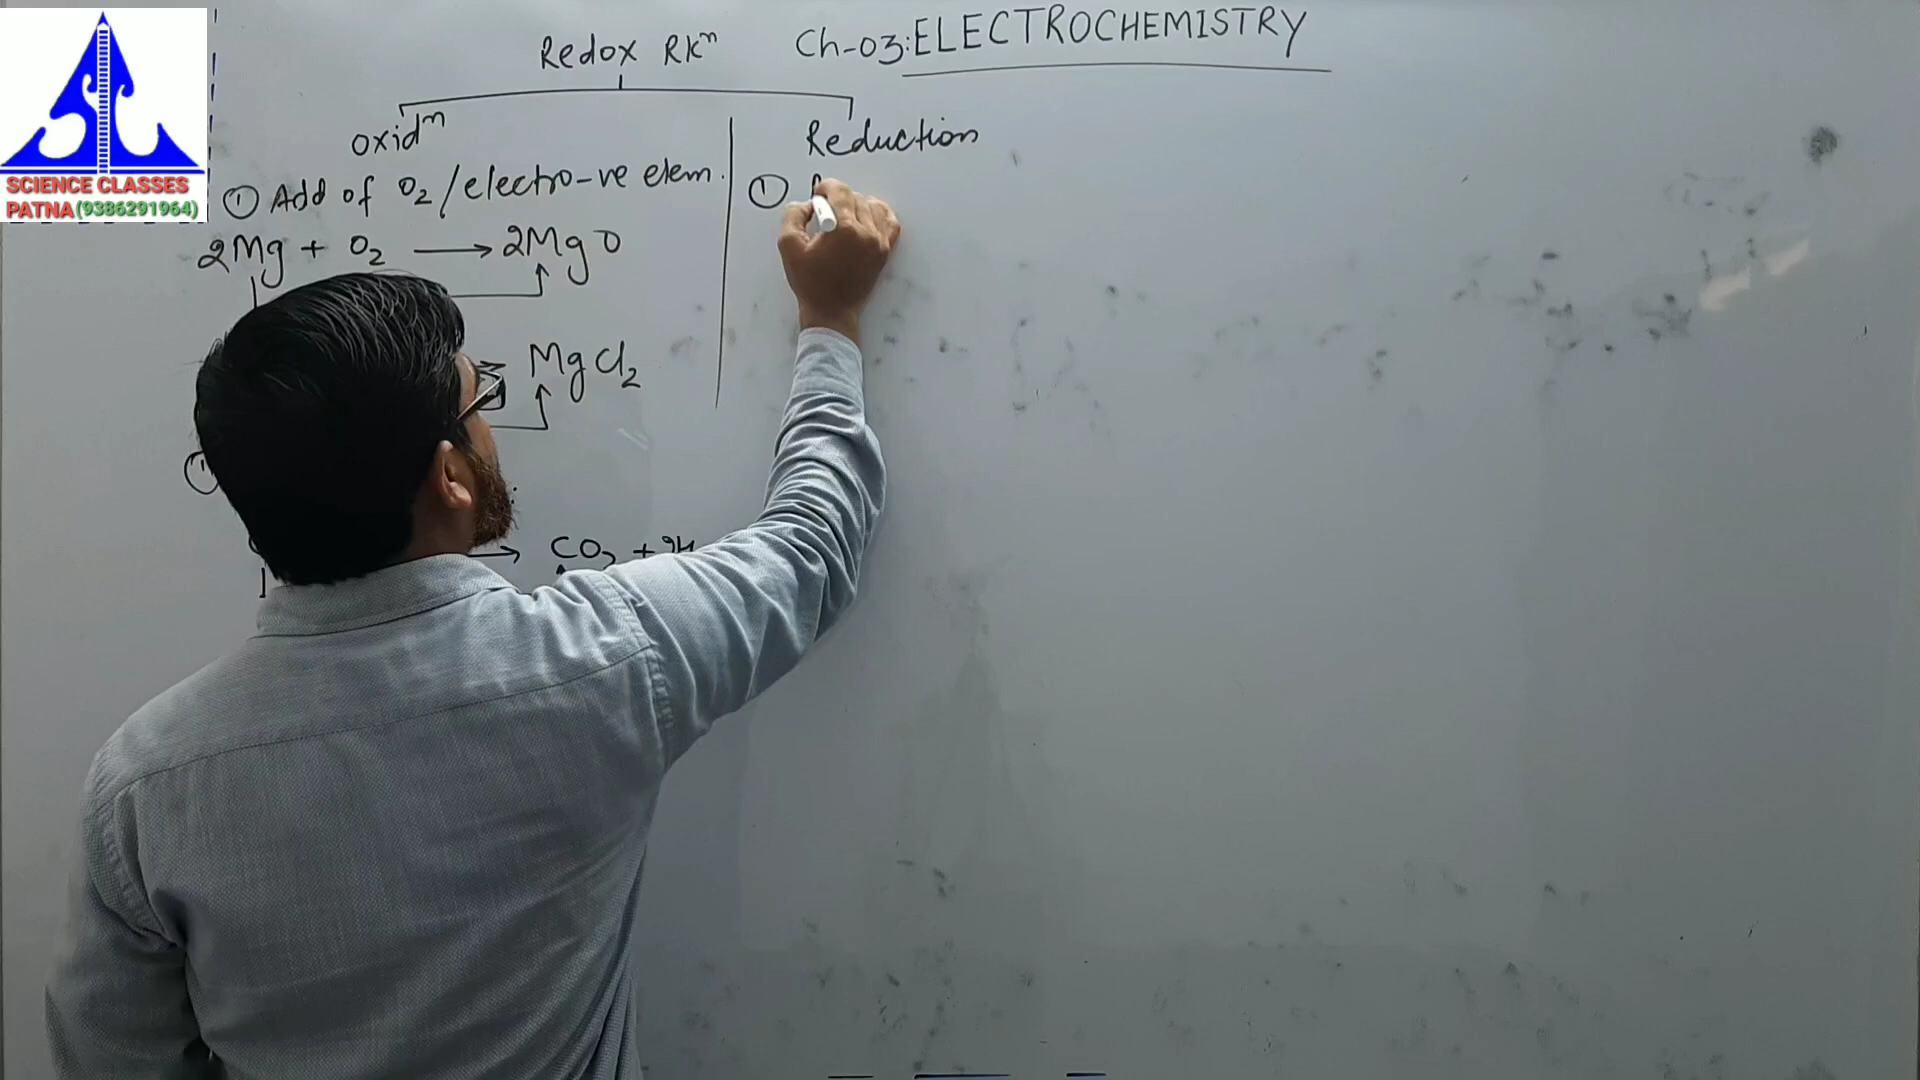 SCIENCE CLASSES
PATNA(9386291964)
Ch-03:ELECTROCHEMISTRY
Redox RKⁿ
Oxidⁿ
① Add of O₂/electro-ve elem.
2Mg + O₂ ⟶ 2MgO
MgCl₂
①
→ CO₂ + 2H
Reduction
①